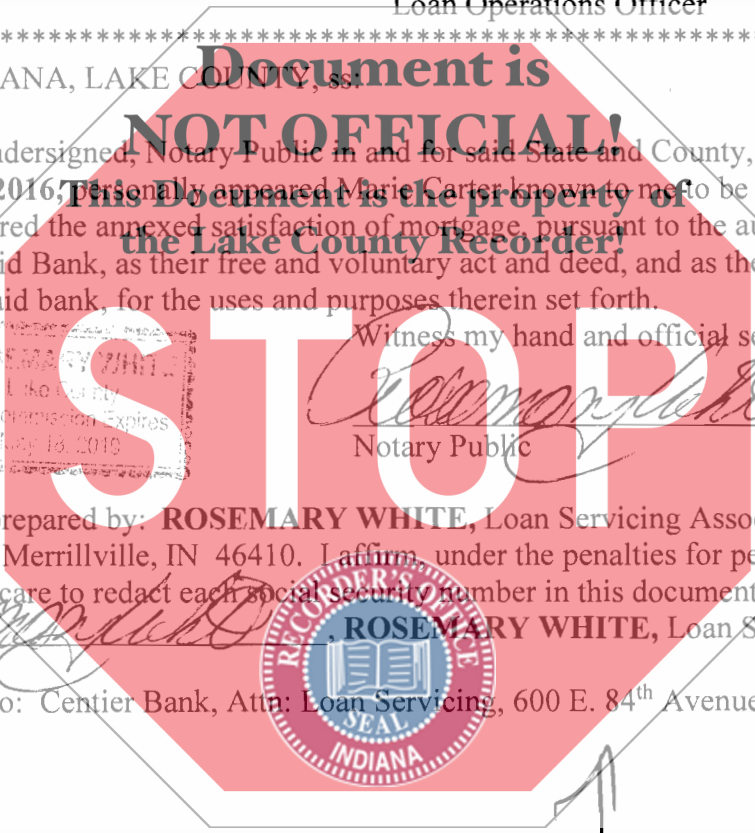 Loan Operations Officer
********************************************************
ANA, LAKE COUNTY, ss:
Document is
NOT OFFICIAL!
This Document is the property of
the Lake County Recorder!
ndersigned, Notary Public in and for said State and County,
2016, personally appeared Marie Carter known to me to be
red the annexed satisfaction of mortgage, pursuant to the au
id Bank, as their free and voluntary act and deed, and as the
aid bank, for the uses and purposes therein set forth.
Witness my hand and official se
STOP
WHITE
Lake County
Commission Expires
18, 2019
Notary Public
repared by: ROSEMARY WHITE, Loan Servicing Asso
Merrillville, IN 46410. I affirm, under the penalties for pe
care to redact each social security number in this document
, ROSEMARY WHITE, Loan S
o: Centier Bank, Attn: Loan Servicing, 600 E. 84th Avenue
RECORDER'S OFFICE
SEAL
INDIANA